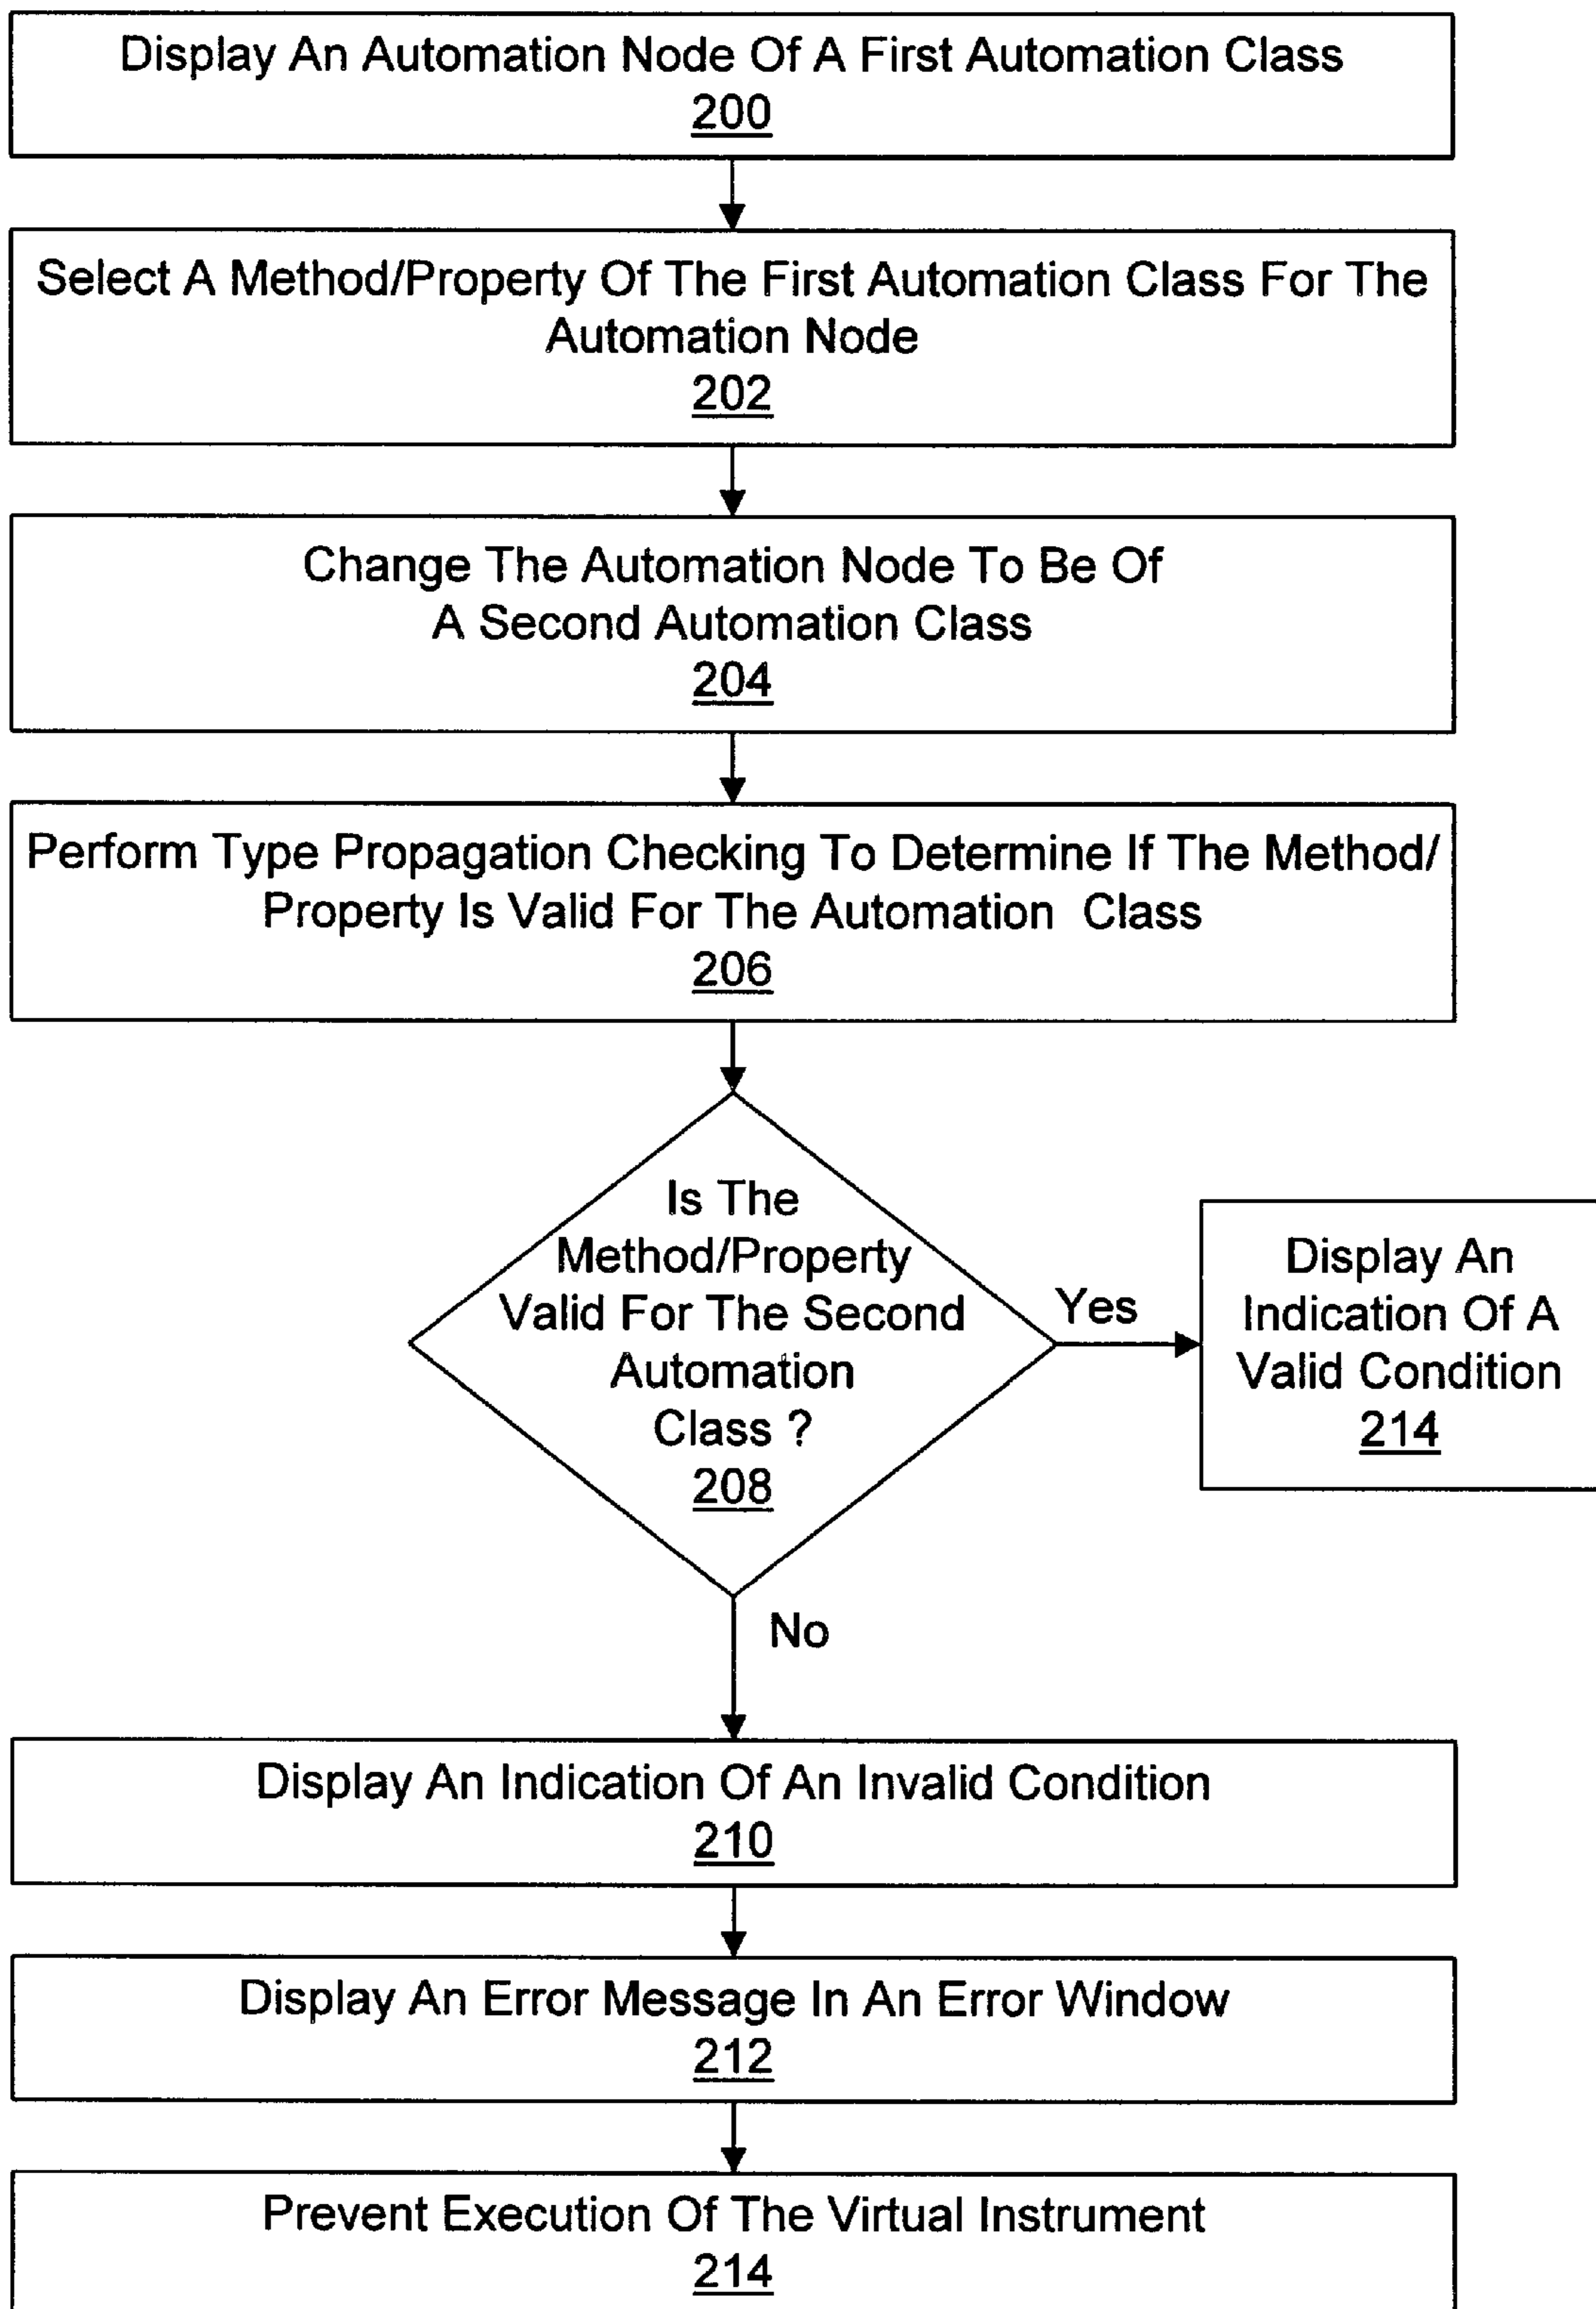 Display An Automation Node Of A First Automation Class
200
Select A Method/Property Of The First Automation Class For The
Automation Node
202
Change The Automation Node To Be Of
A Second Automation Class
204
Perform Type Propagation Checking To Determine If The Method/
Property Is Valid For The Automation Class
206
Is The
Method/Property
Valid For The Second
Automation
Class ?
208
Yes
Display An
Indication Of A
Valid Condition
214
No
Display An Indication Of An Invalid Condition
210
Display An Error Message In An Error Window
212
Prevent Execution Of The Virtual Instrument
214